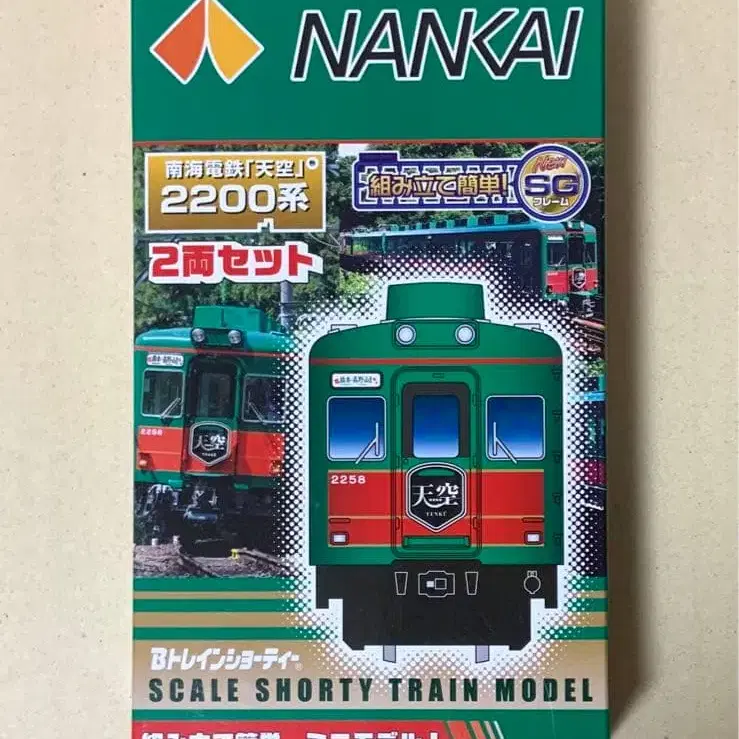 NANKAI
南海電鉄「天空」
2200系
2両セット
組み立て簡単!
New
SG
フレーム
2258
天空
2258
天空
TENKU
Bトレインショーティー®
SCALE SHORTY TRAIN MODEL